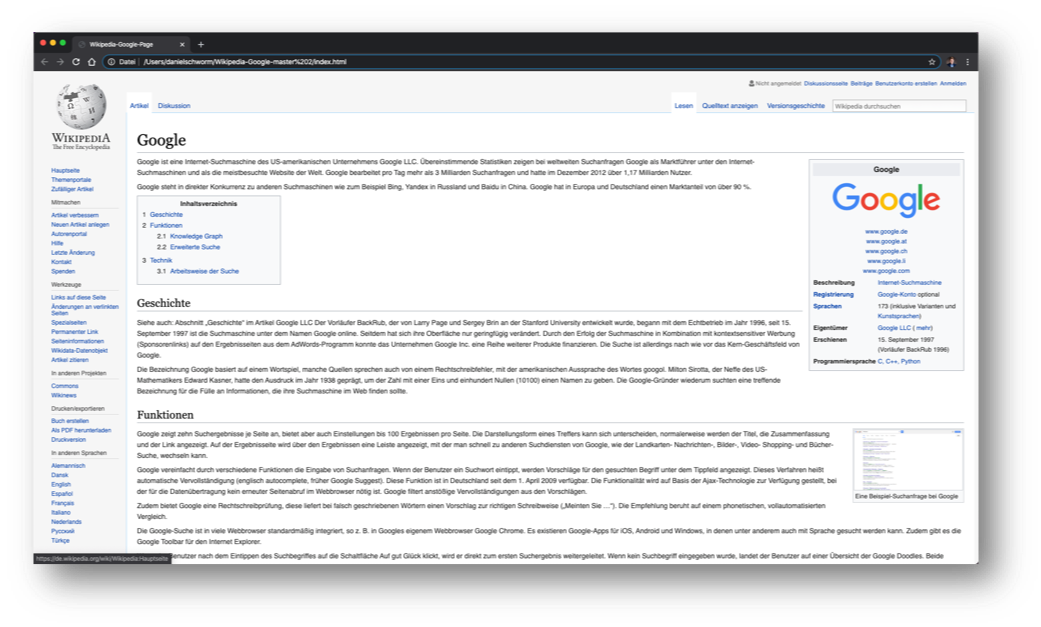 Wikipedia-Google-Page
Datei | /Users/danielschworm/Wikipedia-Google-master%202/index.html
Nicht angemeldet Diskussionsseite Beiträge Benutzerkonto erstellen Anmelden
Artikel Diskussion
Lesen Quelltext anzeigen Versionsgeschichte Wikipedia durchsuchen
WIKIPEDIA
The Free Encyclopedia
Hauptseite
Themenportale
Zufälliger Artikel
Mitmachen
Artikel verbessern
Neuen Artikel anlegen
Autorenportal
Hilfe
Letzte Änderung
Kontakt
Spenden
Werkzeuge
Links auf diese Seite
Änderungen an verlinkten
Seiten
Spezialseiten
Permanenter Link
Seiteninformationen
Wikidata-Datenobjekt
Artikel zitieren
In anderen Projekten
Commons
Wikinews
Drucken/exportieren
Buch erstellen
Als PDF herunterladen
Druckversion
In anderen Sprachen
Alemannisch
Dansk
English
Español
Français
Italiano
Nederlands
Русский
Türkçe
Google
Google ist eine Internet-Suchmaschine des US-amerikanischen Unternehmens Google LLC. Übereinstimmende Statistiken zeigen bei weltweiten Suchanfragen Google als Marktführer unter den Internet-
Suchmaschinen und als die meistbesuchte Website der Welt. Google bearbeitet pro Tag mehr als 3 Milliarden Suchanfragen und hatte im Dezember 2012 über 1,17 Milliarden Nutzer.
Google steht in direkter Konkurrenz zu anderen Suchmaschinen wie zum Beispiel Bing, Yandex in Russland und Baidu in China. Google hat in Europa und Deutschland einen Marktanteil von über 90 %.
Inhaltsverzeichnis
1 Geschichte
2 Funktionen
2.1 Knowledge Graph
2.2 Erweiterte Suche
3 Technik
3.1 Arbeitsweise der Suche
Google
Google
www.google.de
www.google.at
www.google.ch
www.google.li
www.google.com
Beschreibung Internet-Suchmaschine
Registrierung Google-Konto optional
Sprachen 173 (inklusive Varianten und
Kunstsprachen)
Eigentümer Google LLC ( mehr)
Erschienen 15. September 1997
(Vorläufer BackRub 1996)
Programmiersprache C, C++, Python
Geschichte
Siehe auch: Abschnitt „Geschichte" im Artikel Google LLC Der Vorläufer BackRub, der von Larry Page und Sergey Brin an der Stanford University entwickelt wurde, begann mit dem Echtbetrieb im Jahr 1996, seit 15.
September 1997 ist die Suchmaschine unter dem Namen Google online. Seitdem hat sich ihre Oberfläche nur geringfügig verändert. Durch den Erfolg der Suchmaschine in Kombination mit kontextsensitiver Werbung
(Sponsorenlinks) auf den Ergebnisseiten aus dem AdWords-Programm konnte das Unternehmen Google Inc. eine Reihe weiterer Produkte finanzieren. Die Suche ist allerdings nach wie vor das Kern-Geschäftsfeld von
Google.
Die Bezeichnung Google basiert auf einem Wortspiel, manche Quellen sprechen auch von einem Rechtschreibfehler, mit der amerikanischen Aussprache des Wortes googol. Milton Sirotta, der Neffe des US-
Mathematikers Edward Kasner, hatte den Ausdruck im Jahr 1938 geprägt, um der Zahl mit einer Eins und einhundert Nullen (10100) einen Namen zu geben. Die Google-Gründer wiederum suchten eine treffende
Bezeichnung für die Fülle an Informationen, die ihre Suchmaschine im Web finden sollte.
Funktionen
Google zeigt zehn Suchergebnisse je Seite an, bietet aber auch Einstellungen bis 100 Ergebnissen pro Seite. Die Darstellungsform eines Treffers kann sich unterscheiden, normalerweise werden der Titel, die Zusammenfassung
und der Link angezeigt. Auf der Ergebnisseite wird über den Ergebnissen eine Leiste angezeigt, mit der man schnell zu anderen Suchdiensten von Google, wie der Landkarten- Nachrichten-, Bilder-, Video- Shopping- und Bücher-
Suche, wechseln kann.
Google vereinfacht durch verschiedene Funktionen die Eingabe von Suchanfragen. Wenn der Benutzer ein Suchwort eintippt, werden Vorschläge für den gesuchten Begriff unter dem Tippfeld angezeigt. Dieses Verfahren heißt
automatische Vervollständigung (englisch autocomplete, früher Google Suggest). Diese Funktion ist in Deutschland seit dem 1. April 2009 verfügbar. Die Funktionalität wird auf Basis der Ajax-Technologie zur Verfügung gestellt, bei
der für die Datenübertragung kein erneuter Seitenabruf im Webbrowser nötig ist. Google filtert anstößige Vervollständigungen aus den Vorschlägen.
Eine Beispiel-Suchanfrage bei Google
Zudem bietet Google eine Rechtschreibprüfung, diese liefert bei falsch geschriebenen Wörtern einen Vorschlag zur richtigen Schreibweise („Meinten Sie …"). Die Empfehlung beruht auf einem phonetischen, vollautomatisierten
Vergleich.
Die Google-Suche ist in viele Webbrowser standardmäßig integriert, so z. B. in Googles eigenem Webbrowser Google Chrome. Es existieren Google-Apps für iOS, Android und Windows, in denen unter anderem auch mit Sprache gesucht werden kann. Zudem gibt es die
Google Toolbar für den Internet Explorer.
Benutzer nach dem Eintippen des Suchbegriffes auf die Schaltfläche Auf gut Glück klickt, wird er direkt zum ersten Suchergebnis weitergeleitet. Wenn kein Suchbegriff eingegeben wurde, landet der Benutzer auf einer Übersicht der Google Doodles. Beide
https://de.wikipedia.org/wiki/Wikipedia:Hauptseite